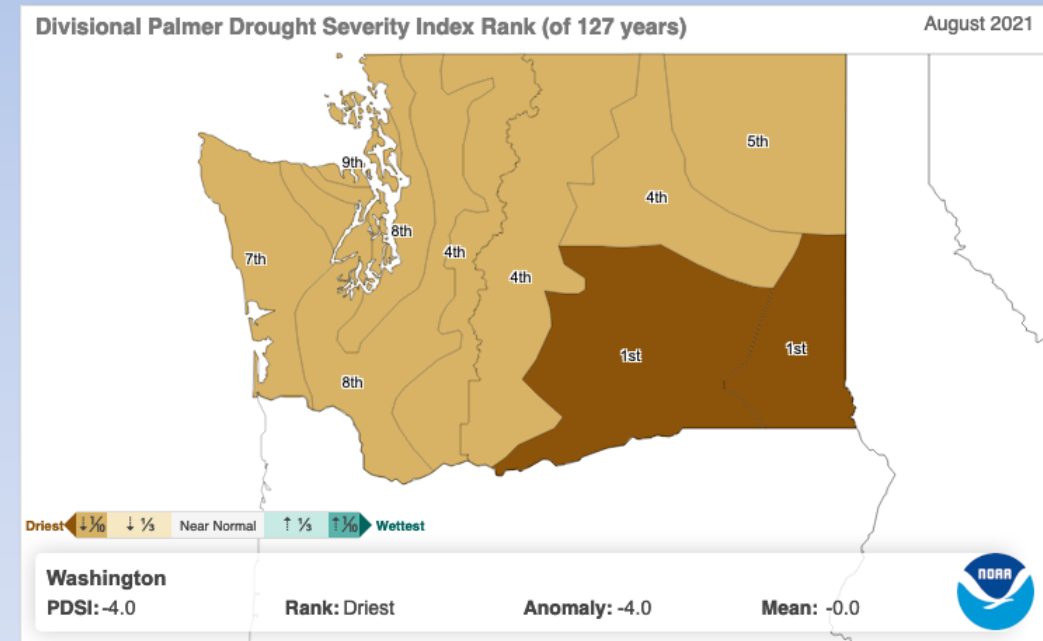 Divisional Palmer Drought Severity Index Rank (of 127 years)
August 2021
5th
9th
4th
8th
4th
7th
4th
1st
1st
8th
Driest ↓ ⅒ ↓ ⅓ Near Normal ↑ ⅓ ↑ ⅒ Wettest
Washington
PDSI: -4.0 Rank: Driest Anomaly: -4.0 Mean: -0.0
NOAA